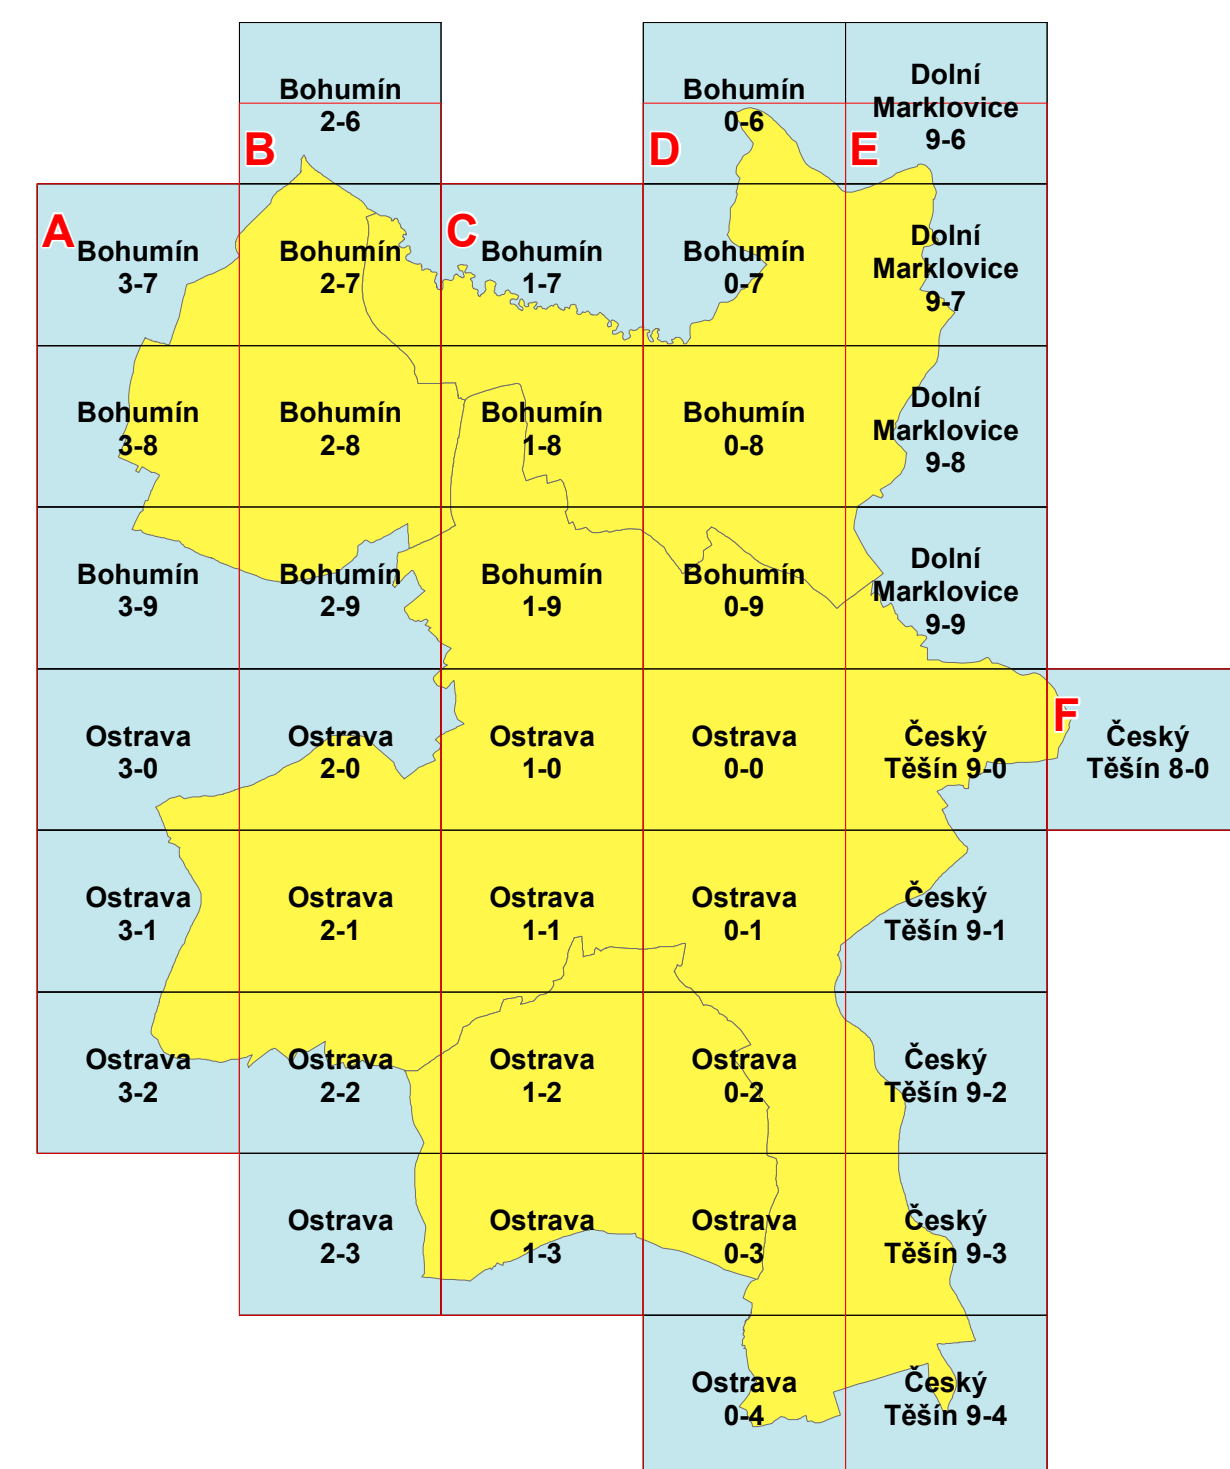 Bohumín
2-6
Bohumín
0-6
Dolní
Marklovice
9-6
B
D
E
A
Bohumín
3-7
Bohumín
2-7
C
Bohumín
1-7
Bohumín
0-7
Dolní
Marklovice
9-7
Bohumín
3-8
Bohumín
2-8
Bohumín
1-8
Bohumín
0-8
Dolní
Marklovice
9-8
Bohumín
3-9
Bohumín
2-9
Bohumín
1-9
Bohumín
0-9
Dolní
Marklovice
9-9
Ostrava
3-0
Ostrava
2-0
Ostrava
1-0
Ostrava
0-0
Český
Těšín 9-0
F
Český
Těšín 8-0
Ostrava
3-1
Ostrava
2-1
Ostrava
1-1
Ostrava
0-1
Český
Těšín 9-1
Ostrava
3-2
Ostrava
2-2
Ostrava
1-2
Ostrava
0-2
Český
Těšín 9-2
Ostrava
2-3
Ostrava
1-3
Ostrava
0-3
Český
Těšín 9-3
Ostrava
0-4
Český
Těšín 9-4